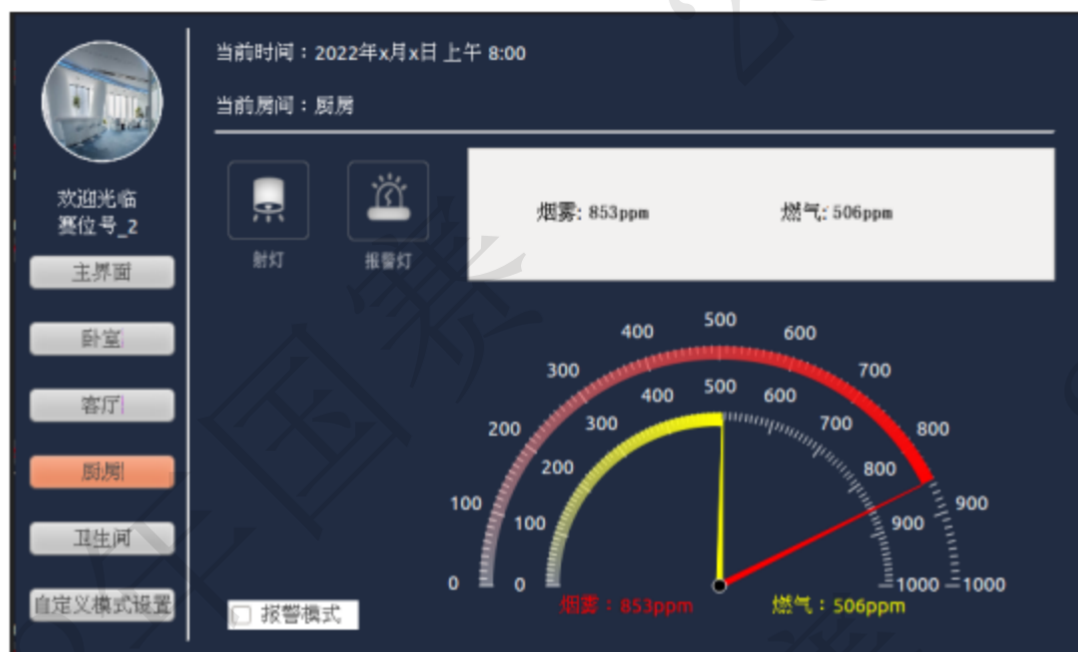 当前时间：2022年x月x日 上午 8:00
当前房间：厨房
欢迎光临
赛位号_2
主界面
卧室
客厅
厨房
卫生间
自定义模式设置
射灯
报警灯
烟雾: 853ppm
燃气: 506ppm
0
100
200
300
400
500
600
700
800
900
1000
0
100
200
300
400
500
600
700
800
900
1000
烟雾：853ppm
燃气：506ppm
报警模式
国赛